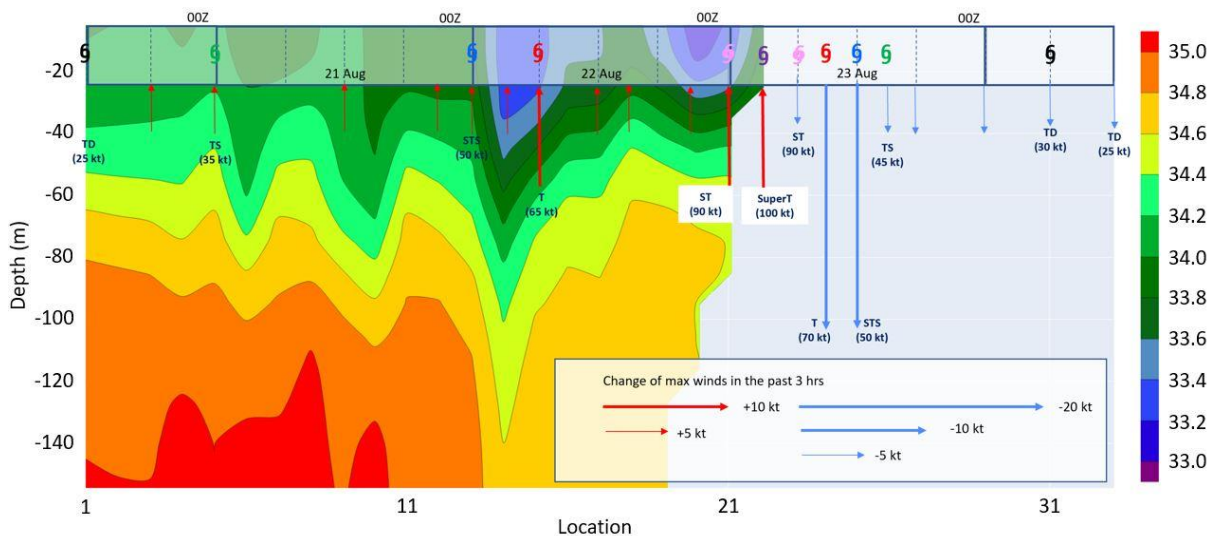 00Z 00Z 00Z 00Z
21 Aug 22 Aug 23 Aug
-20
-40
-60
-80
-100
-120
-140
Depth (m)
TD
(25 kt)
TS
(35 kt)
STS
(50 kt)
T
(65 kt)
ST
(90 kt)
SuperT
(100 kt)
ST
(90 kt)
T
(70 kt)
STS
(50 kt)
TS
(45 kt)
TD
(30 kt)
TD
(25 kt)
Change of max winds in the past 3 hrs
+10 kt
+5 kt
-20 kt
-10 kt
-5 kt
1 11 21 31
Location
35.0
34.8
34.6
34.4
34.2
34.0
33.8
33.6
33.4
33.2
33.0